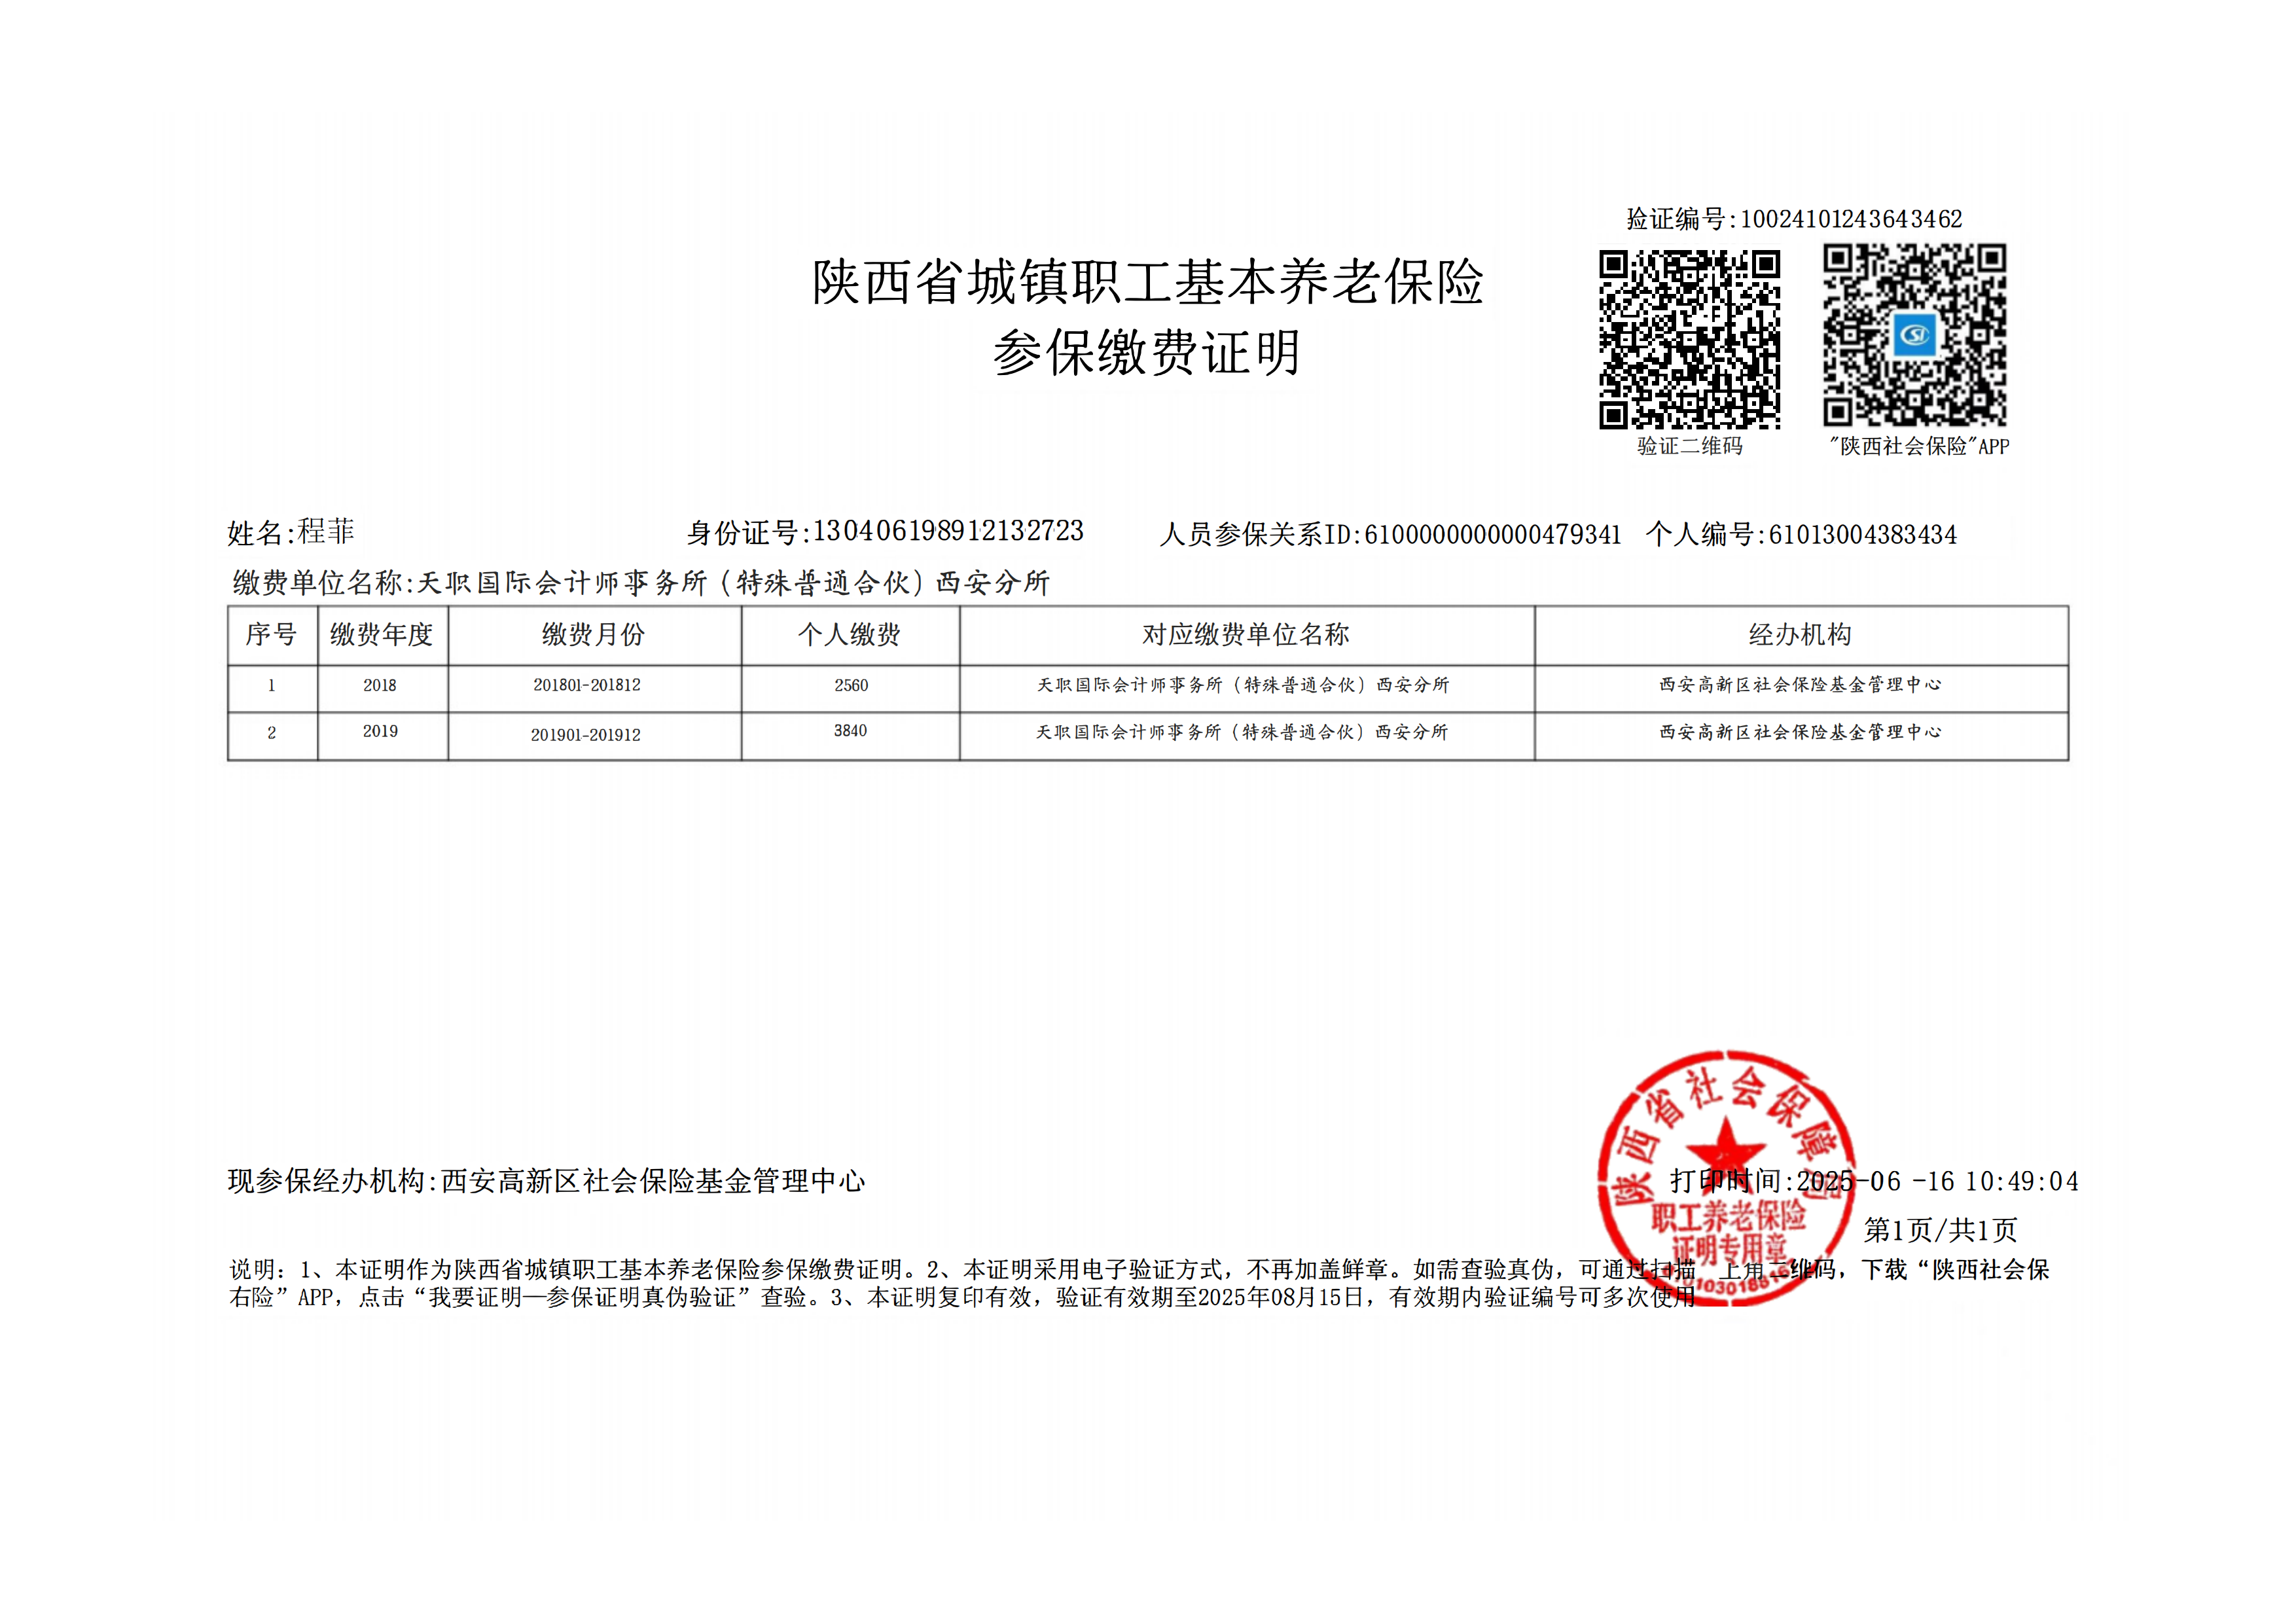 验证编号:10024101243643462
陕西省城镇职工基本养老保险
参保缴费证明
验证二维码
"陕西社会保险"APP
姓名:程菲 身份证号:130406198912132723 人员参保关系ID:6100000000000479341 个人编号:61013004383434
缴费单位名称:天职国际会计师事务所（特殊普通合伙）西安分所
序号 缴费年度 缴费月份 个人缴费 对应缴费单位名称 经办机构
1 2018 201801-201812 2560 天职国际会计师事务所（特殊普通合伙）西安分所 西安高新区社会保险基金管理中心
2 2019 201901-201912 3840 天职国际会计师事务所（特殊普通合伙）西安分所 西安高新区社会保险基金管理中心
陕西省社会保障局
职工养老保险
证明专用章
现参保经办机构:西安高新区社会保险基金管理中心 打印时间:2025-06 -16 10:49:04
第1页/共1页
说明：1、本证明作为陕西省城镇职工基本养老保险参保缴费证明。2、本证明采用电子验证方式，不再加盖鲜章。如需查验真伪，可通过扫描 上角二维码，下载“陕西社会保
右险”APP，点击“我要证明—参保证明真伪验证”查验。3、本证明复印有效，验证有效期至2025年08月15日，有效期内验证编号可多次使用